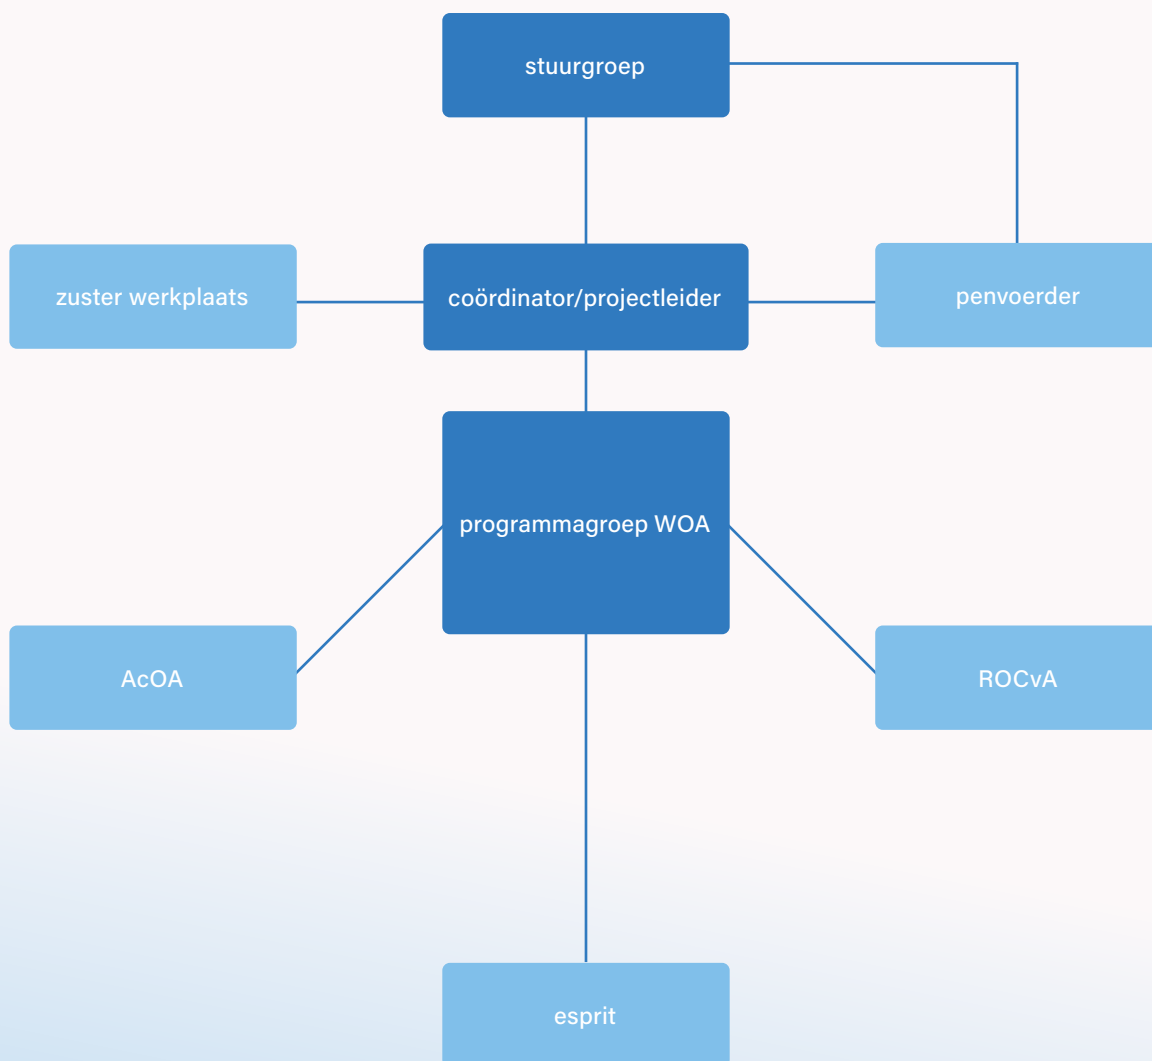 stuurgroep
zuster werkplaats
coördinator/projectleider
penvoerder
programmagroep WOA
AcOA
ROCvA
esprit